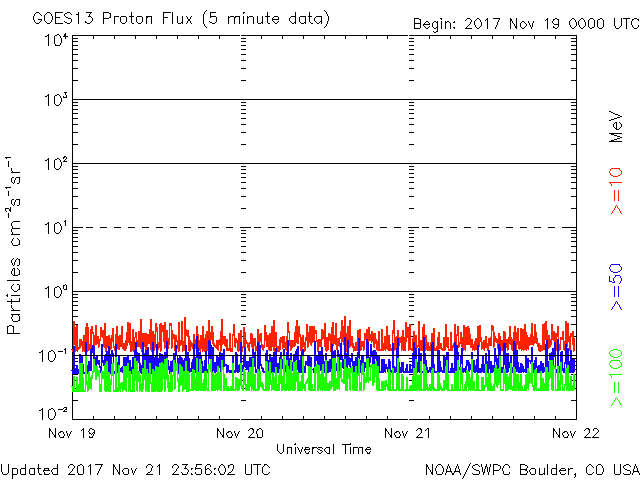 GOES13 Proton Flux (5 minute data)
Begin: 2017 Nov 19 0000 UTC
10⁴
10³
10²
10¹
10⁰
10⁻¹
10⁻²
Particles cm⁻²s⁻¹sr⁻¹
MeV
>=10
>=50
>=100
Nov 19 Nov 20 Nov 21 Nov 22
Universal Time
Updated 2017 Nov 21 23:56:02 UTC
NOAA/SWPC Boulder, CO USA